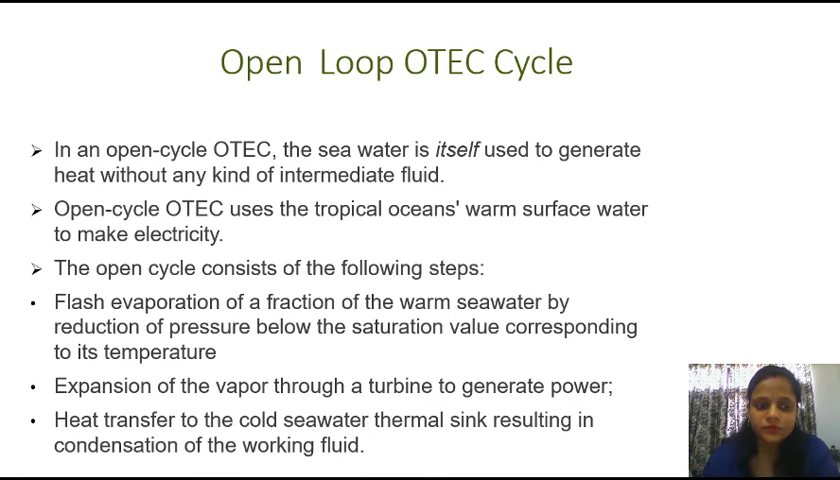 Open Loop OTEC Cycle
➢ In an open-cycle OTEC, the sea water is itself used to generate
heat without any kind of intermediate fluid.
➢ Open-cycle OTEC uses the tropical oceans' warm surface water
to make electricity.
➢ The open cycle consists of the following steps:
• Flash evaporation of a fraction of the warm seawater by
reduction of pressure below the saturation value corresponding
to its temperature
• Expansion of the vapor through a turbine to generate power;
• Heat transfer to the cold seawater thermal sink resulting in
condensation of the working fluid.